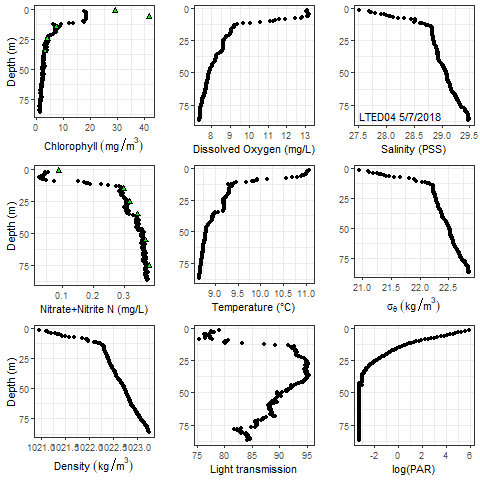 0
25
50
75
Depth (m)
0 10 20 30 40
Chlorophyll (mg/m³)
0
25
50
75
8 9 10 11 12 13
Dissolved Oxygen (mg/L)
0
25
50
75
LTED04 5/7/2018
27.5 28.0 28.5 29.0 29.5
Salinity (PSS)
0
25
50
75
Depth (m)
0.1 0.2 0.3
Nitrate+Nitrite N (mg/L)
0
25
50
75
9.0 9.5 10.0 10.5 11.0
Temperature (°C)
0
25
50
75
21.0 21.5 22.0 22.5
σθ (kg/m³)
0
25
50
75
Depth (m)
1021.0 1021.5 1022.0 1022.5 1023.0
Density (kg/m³)
0
25
50
75
75 80 85 90 95
Light transmission
0
25
50
75
-2 0 2 4 6
log(PAR)